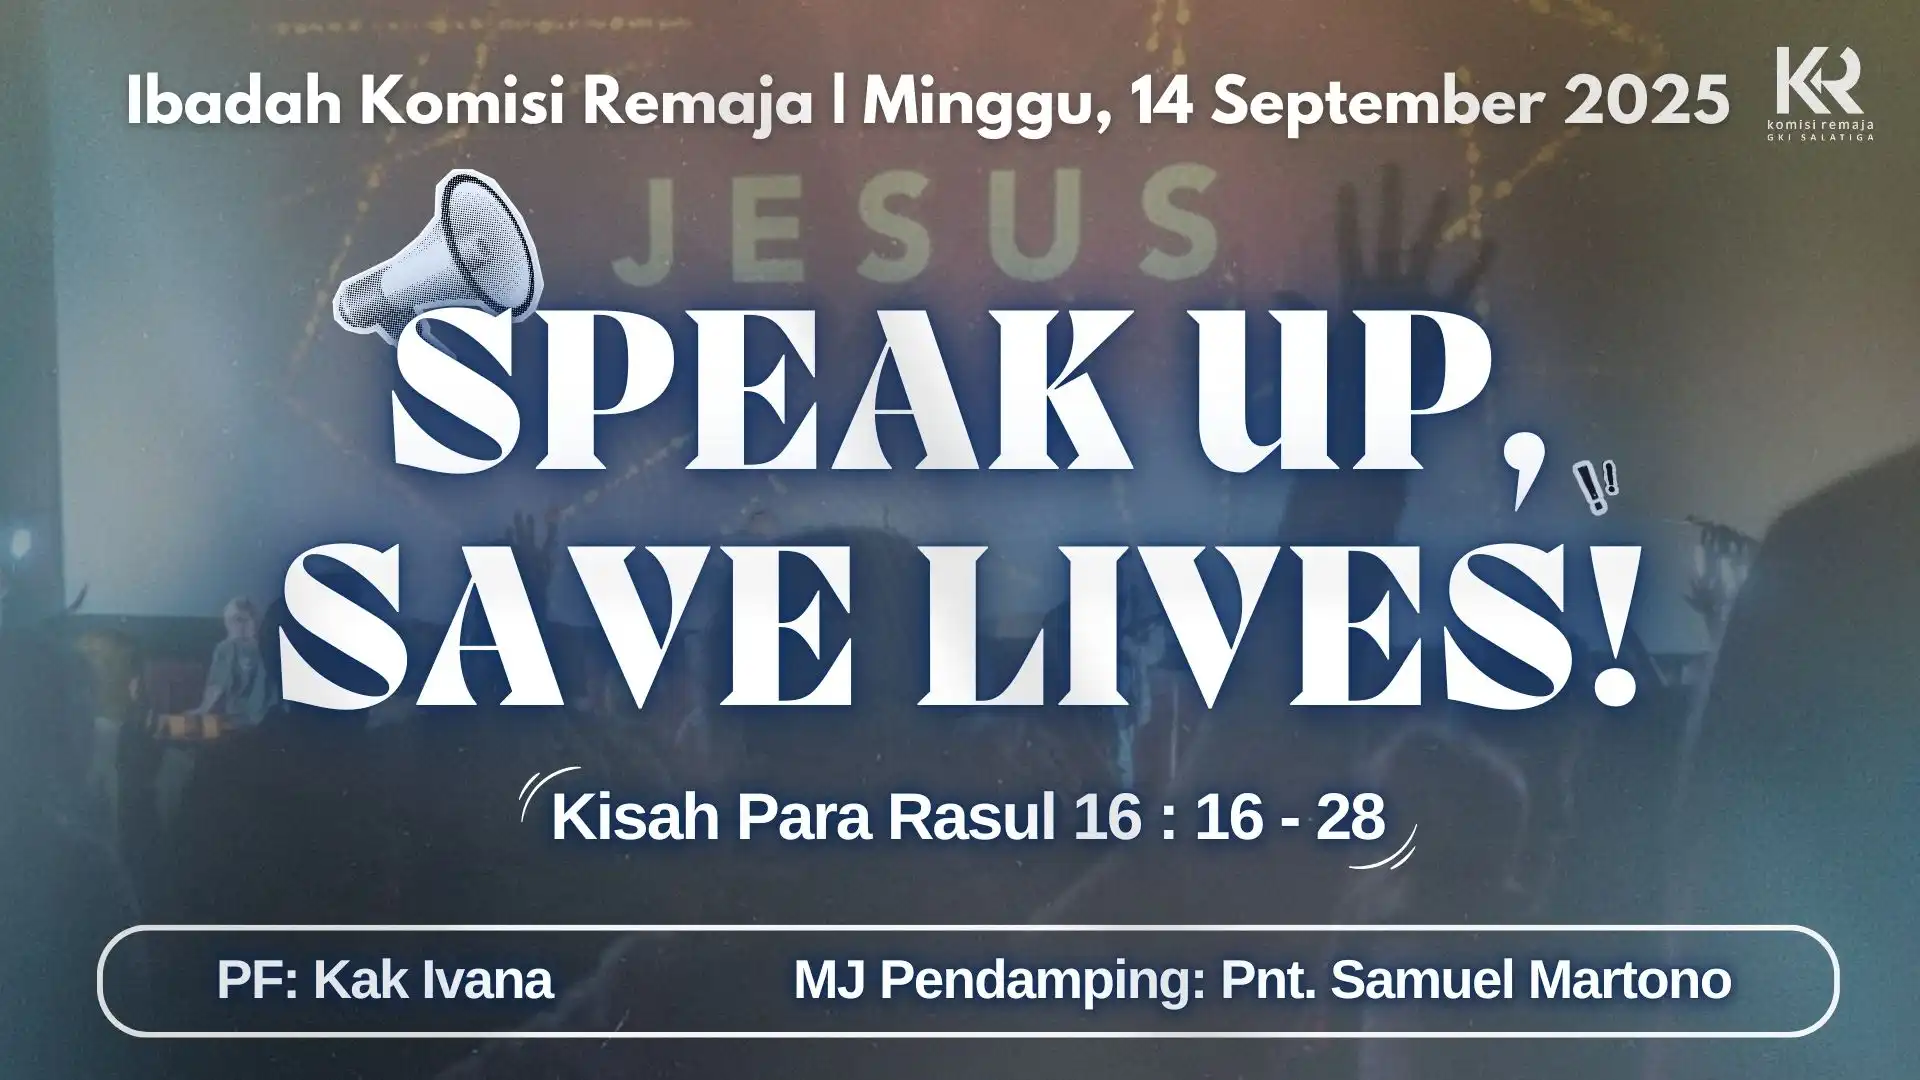 Ibadah Komisi Remaja | Minggu, 14 September 2025
KR
komisi remaja
GKI SALATIGA
JESUS
SPEAK UP,
SAVE LIVES!
Kisah Para Rasul 16 : 16 - 28
PF: Kak Ivana
MJ Pendamping: Pnt. Samuel Martono